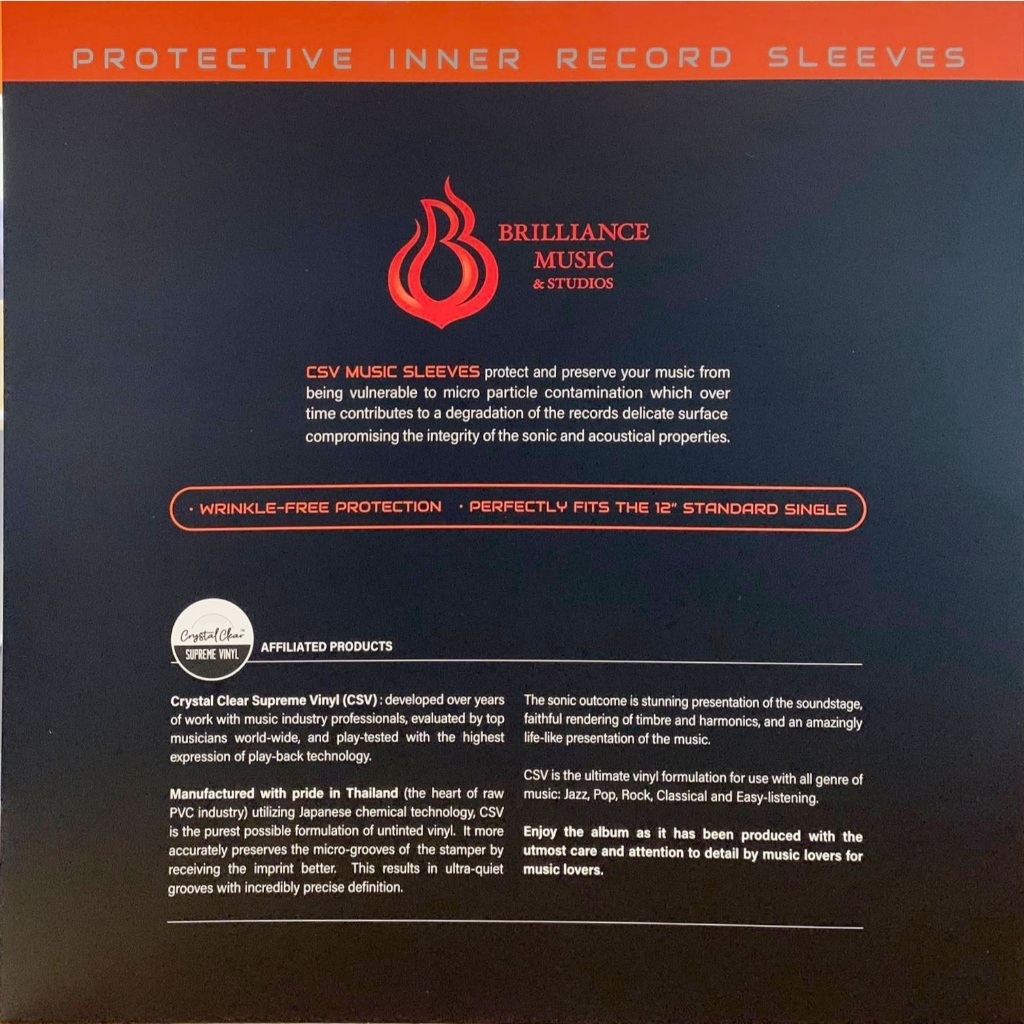 PROTECTIVE INNER RECORD SLEEVES
BRILLIANCE
MUSIC
& STUDIOS
CSV MUSIC SLEEVES protect and preserve your music from
being vulnerable to micro particle contamination which over
time contributes to a degradation of the records delicate surface
compromising the integrity of the sonic and acoustical properties.
· WRINKLE-FREE PROTECTION · PERFECTLY FITS THE 12" STANDARD SINGLE
Crystal Clear™
SUPREME VINYL
AFFILIATED PRODUCTS
Crystal Clear Supreme Vinyl (CSV) : developed over years
of work with music industry professionals, evaluated by top
musicians world-wide, and play-tested with the highest
expression of play-back technology.
Manufactured with pride in Thailand (the heart of raw
PVC industry) utilizing Japanese chemical technology, CSV
is the purest possible formulation of untinted vinyl. It more
accurately preserves the micro-grooves of the stamper by
receiving the imprint better. This results in ultra-quiet
grooves with incredibly precise definition.
The sonic outcome is stunning presentation of the soundstage,
faithful rendering of timbre and harmonics, and an amazingly
life-like presentation of the music.
CSV is the ultimate vinyl formulation for use with all genre of
music: Jazz, Pop, Rock, Classical and Easy-listening.
Enjoy the album as it has been produced with the
utmost care and attention to detail by music lovers for
music lovers.